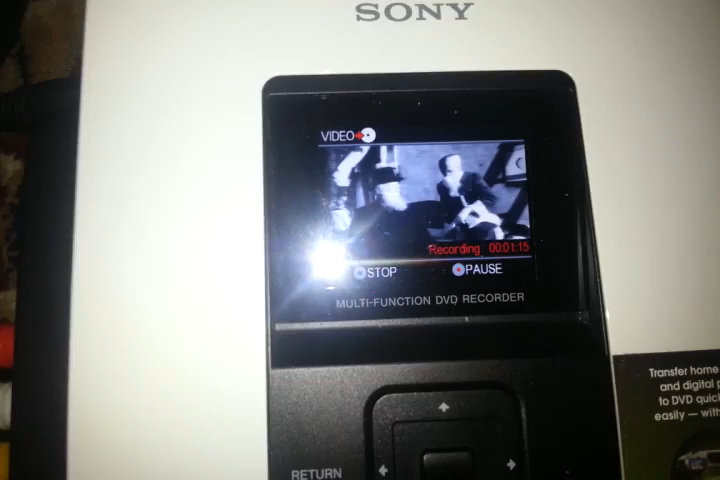 SONY
VIDEO
Recording 00:01:15
STOP PAUSE
MULTI-FUNCTION DVD RECORDER
RETURN
Transfer home
and digital p
to DVD quic
easily — with